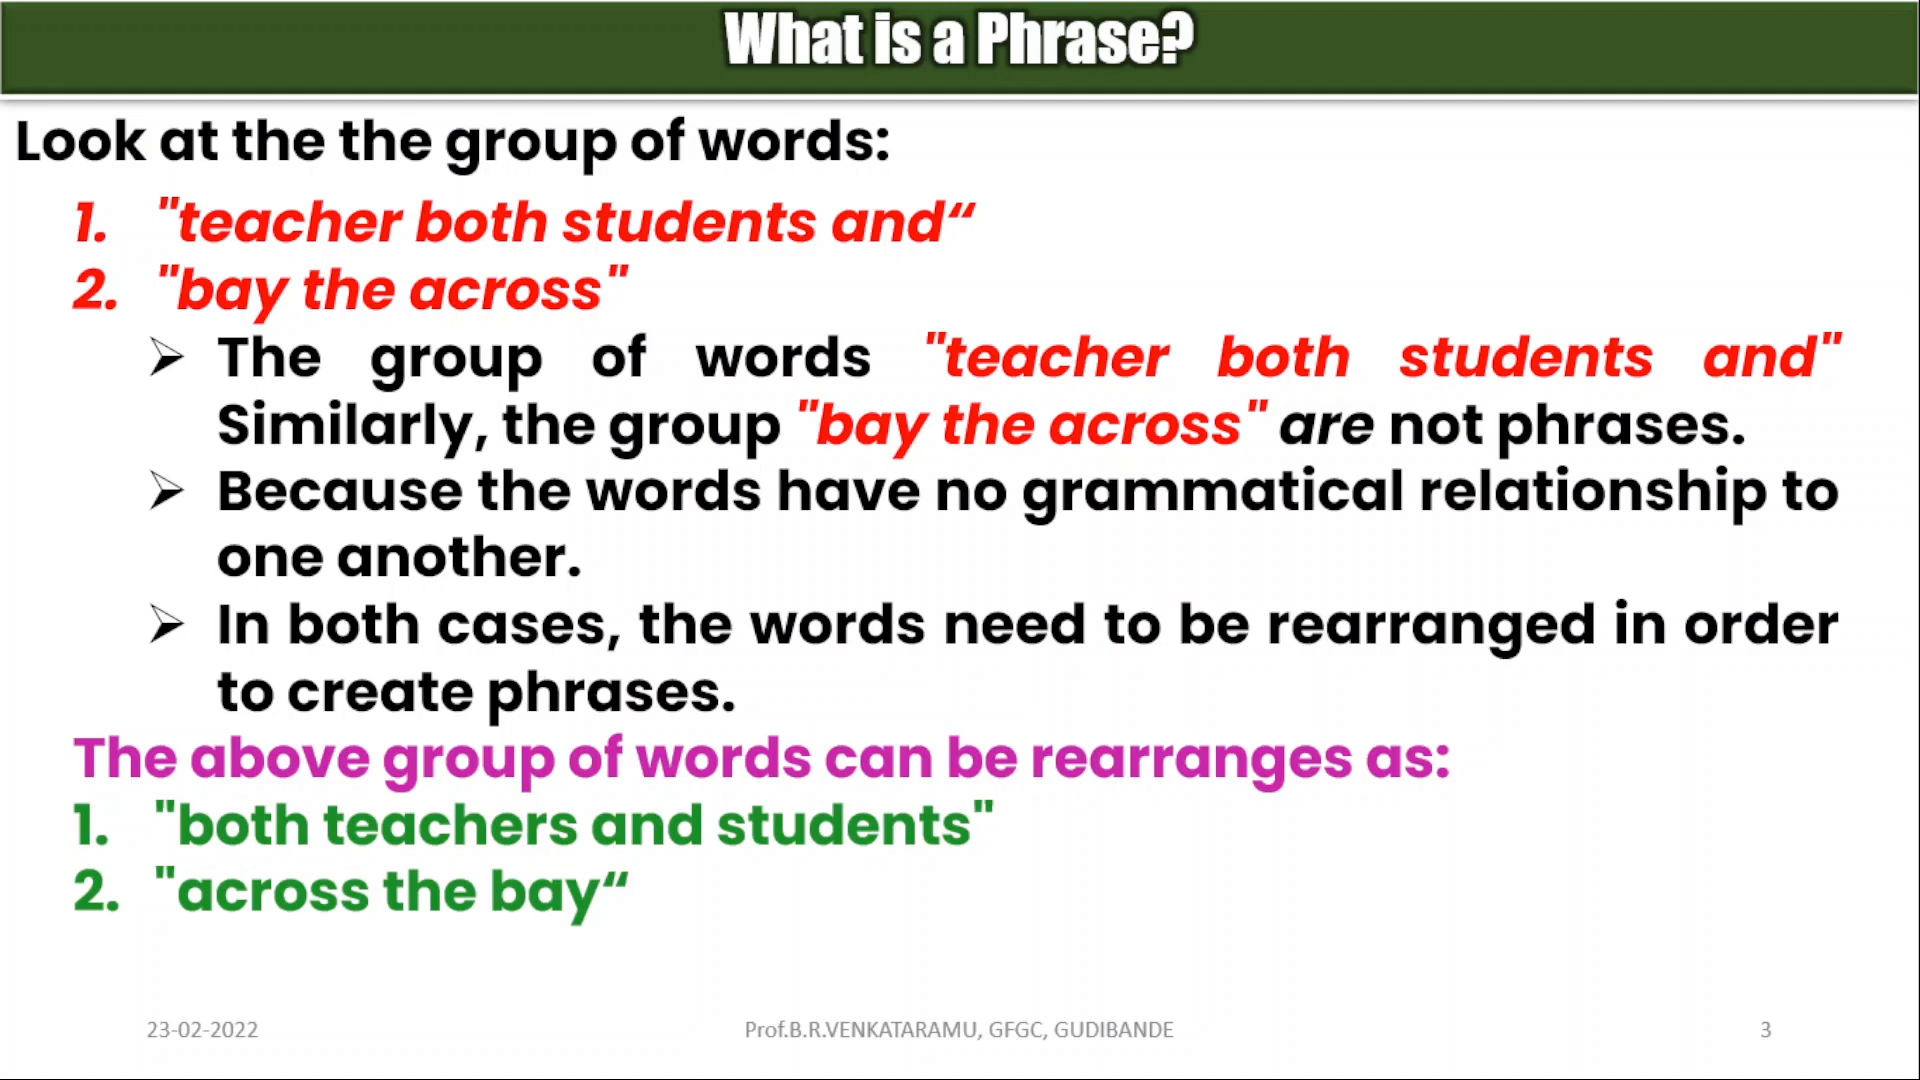 What is a Phrase?
Look at the the group of words:
1. "teacher both students and“
2. "bay the across"
➢ The group of words "teacher both students and"
Similarly, the group "bay the across" are not phrases.
➢ Because the words have no grammatical relationship to
one another.
➢ In both cases, the words need to be rearranged in order
to create phrases.
The above group of words can be rearranges as:
1. "both teachers and students"
2. "across the bay“
23-02-2022 Prof.B.R.VENKATARAMU, GFGC, GUDIBANDE 3